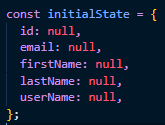 const initialState = {
  id: null,
  email: null,
  firstName: null,
  lastName: null,
  userName: null,
};